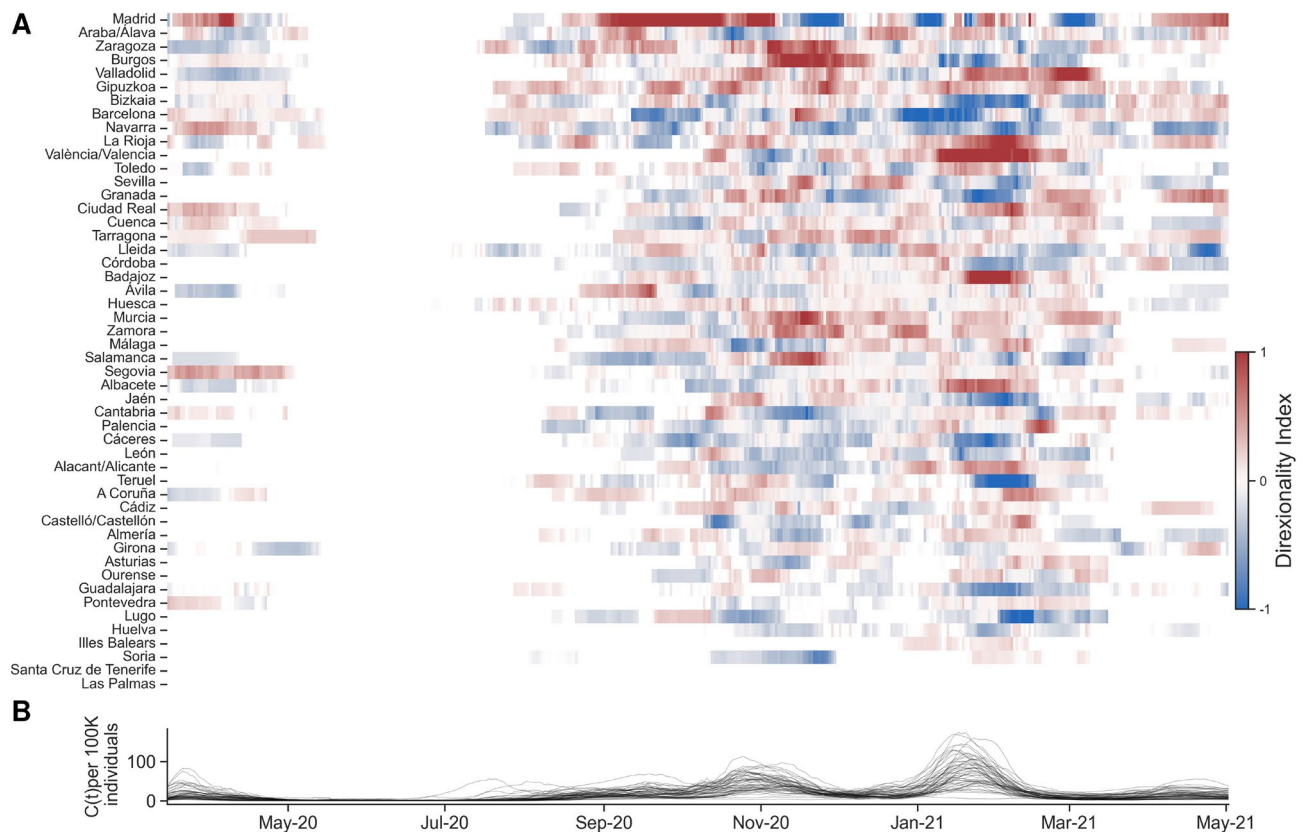 A
Madrid
Araba/Álava
Zaragoza
Burgos
Valladolid
Gipuzkoa
Bizkaia
Barcelona
Navarra
La Rioja
València/Valencia
Toledo
Sevilla
Granada
Ciudad Real
Cuenca
Tarragona
Lleida
Córdoba
Badajoz
Ávila
Huesca
Murcia
Zamora
Málaga
Salamanca
Segovia
Albacete
Jaén
Cantabria
Palencia
Cáceres
León
Alacant/Alicante
Teruel
A Coruña
Cádiz
Castelló/Castellón
Almería
Girona
Asturias
Ourense
Guadalajara
Pontevedra
Lugo
Huelva
Illes Balears
Soria
Santa Cruz de Tenerife
Las Palmas
1
0
-1
Direxionality Index
B
C(t)per 100K
individuals
100
0
May-20
Jul-20
Sep-20
Nov-20
Jan-21
Mar-21
May-21